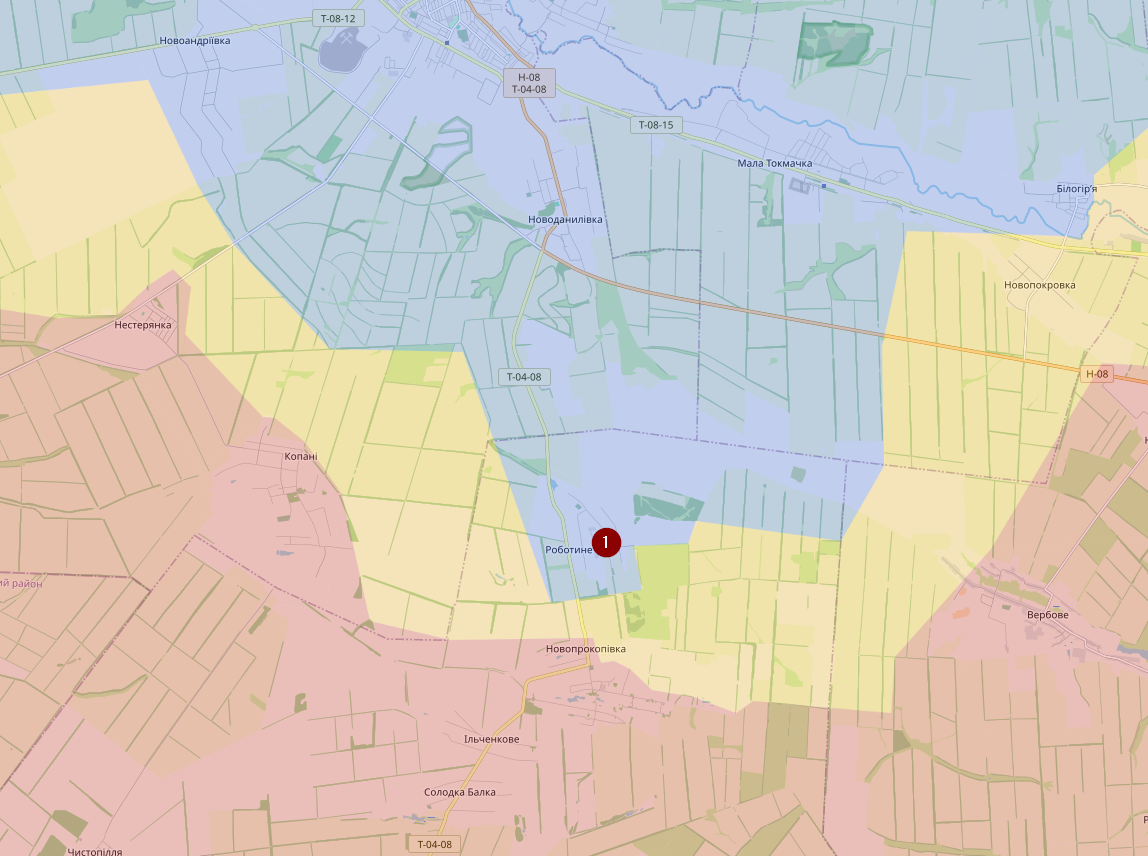 Т-08-12
Новоандріївка
Н-08
Т-04-08
Т-08-15
Мала Токмачка
Білогір'я
Новоданилівка
Новопокровка
Нестерянка
Т-04-08
Н-08
Копані
1
Роботине
ий район
Вербове
Новопрокопівка
Ільченкове
Солодка Балка
Т-04-08
Чистопілля